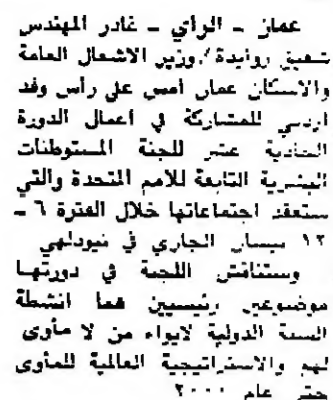 عمان - الرأي - غادر المهندس
شفيق زوايدة وزير الاشغال العامة
والاسكان عمان امس على رأس وفد
اردني للمشاركة في اعمال الدورة
الحادية عشر للجنة المستوطنات
البشرية التابعة للأمم المتحدة والتي
ستعقد اجتماعاتها خلال الفترة ٦ -
١٢ نيسان الجاري في نيودلهي
وستناقش اللجنة في دورتها
موضوعين رئيسيين هما انشطة
السنة الدولية لايواء من لا مأوى
لهم والاستراتيجية العالمية للمأوى
حتى عام ٢٠٠٠